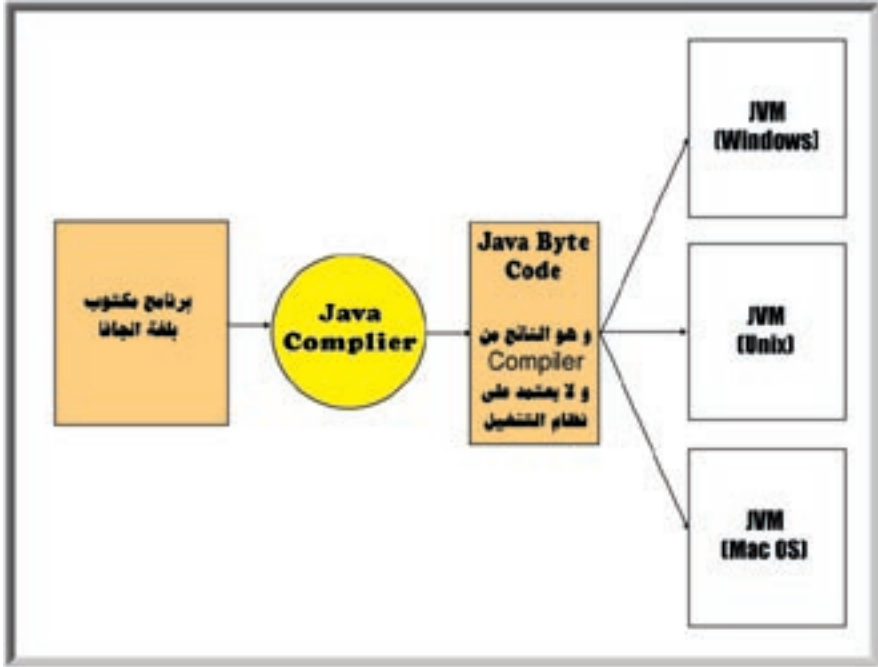 برنامج مكتوب
بلغة الجافا
Java
Complier
Java Byte
Code
و هو الناتج من
Compiler
و لا يعتمد على
نظام التشغيل
JVM
(Windows)
JVM
(Unix)
JVM
(Mac OS)